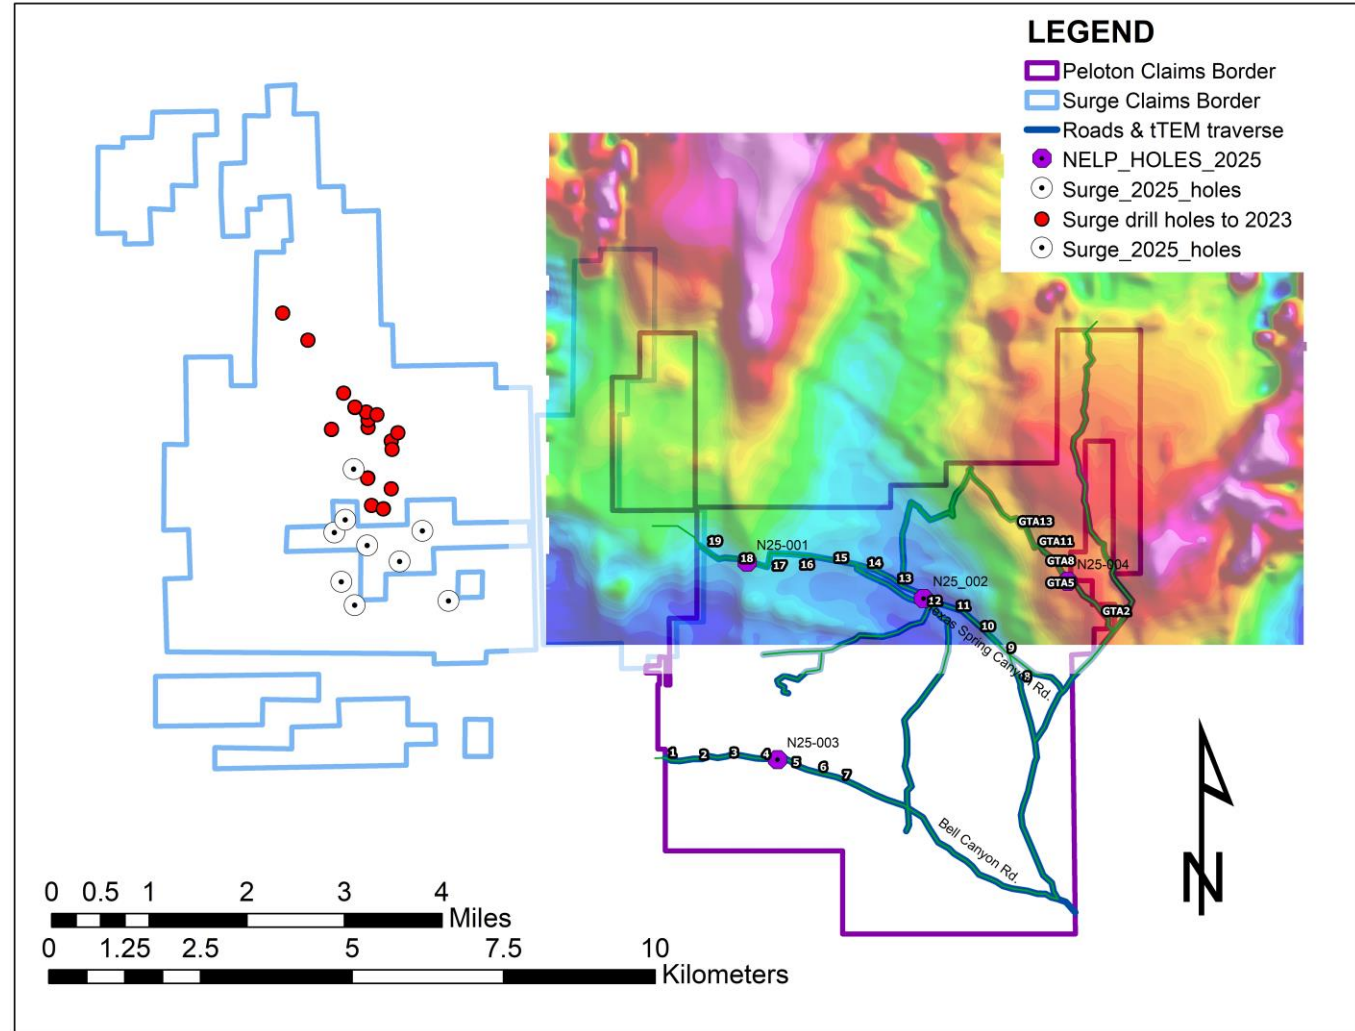 LEGEND
Peloton Claims Border
Surge Claims Border
Roads & tTEM traverse
NELP_HOLES_2025
Surge_2025_holes
Surge drill holes to 2023
Surge_2025_holes
GTA13
GTA11
GTA8
N25-004
GTA5
GTA2
19
18
N25-001
17
16
15
14
13
N25_002
12
11
10
9
8
Texas Spring Canyon Rd.
1
2
3
4
N25-003
5
6
7
Bell Canyon Rd.
N
0 0.5 1 2 3 4
Miles
0 1.25 2.5 5 7.5 10
Kilometers